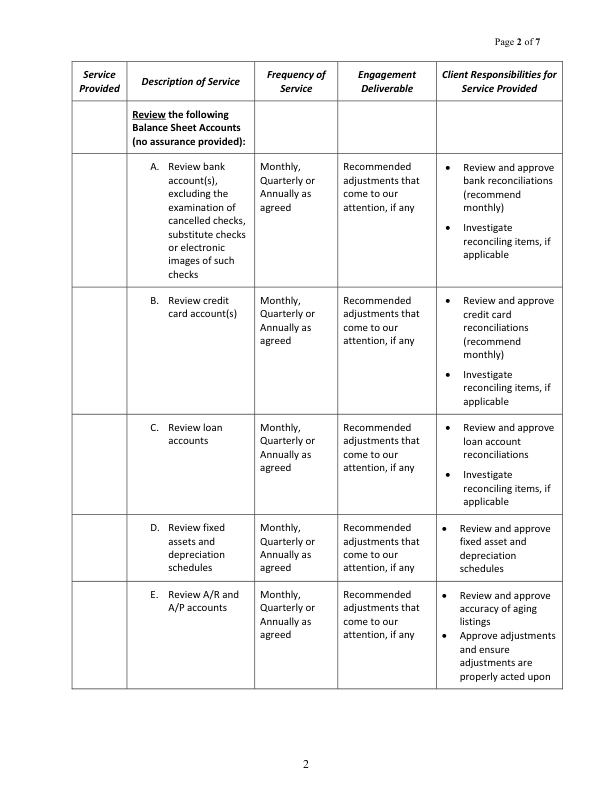 Page 2 of 7
Service
Provided
Description of Service
Frequency of
Service
Engagement
Deliverable
Client Responsibilities for
Service Provided
Review the following
Balance Sheet Accounts
(no assurance provided):
A. Review bank
account(s),
excluding the
examination of
cancelled checks,
substitute checks
or electronic
images of such
checks
Monthly,
Quarterly or
Annually as
agreed
Recommended
adjustments that
come to our
attention, if any
• Review and approve
bank reconciliations
(recommend
monthly)
• Investigate
reconciling items, if
applicable
B. Review credit
card account(s)
Monthly,
Quarterly or
Annually as
agreed
Recommended
adjustments that
come to our
attention, if any
• Review and approve
credit card
reconciliations
(recommend
monthly)
• Investigate
reconciling items, if
applicable
C. Review loan
accounts
Monthly,
Quarterly or
Annually as
agreed
Recommended
adjustments that
come to our
attention, if any
• Review and approve
loan account
reconciliations
• Investigate
reconciling items, if
applicable
D. Review fixed
assets and
depreciation
schedules
Monthly,
Quarterly or
Annually as
agreed
Recommended
adjustments that
come to our
attention, if any
• Review and approve
fixed asset and
depreciation
schedules
E. Review A/R and
A/P accounts
Monthly,
Quarterly or
Annually as
agreed
Recommended
adjustments that
come to our
attention, if any
• Review and approve
accuracy of aging
listings
• Approve adjustments
and ensure
adjustments are
properly acted upon
2